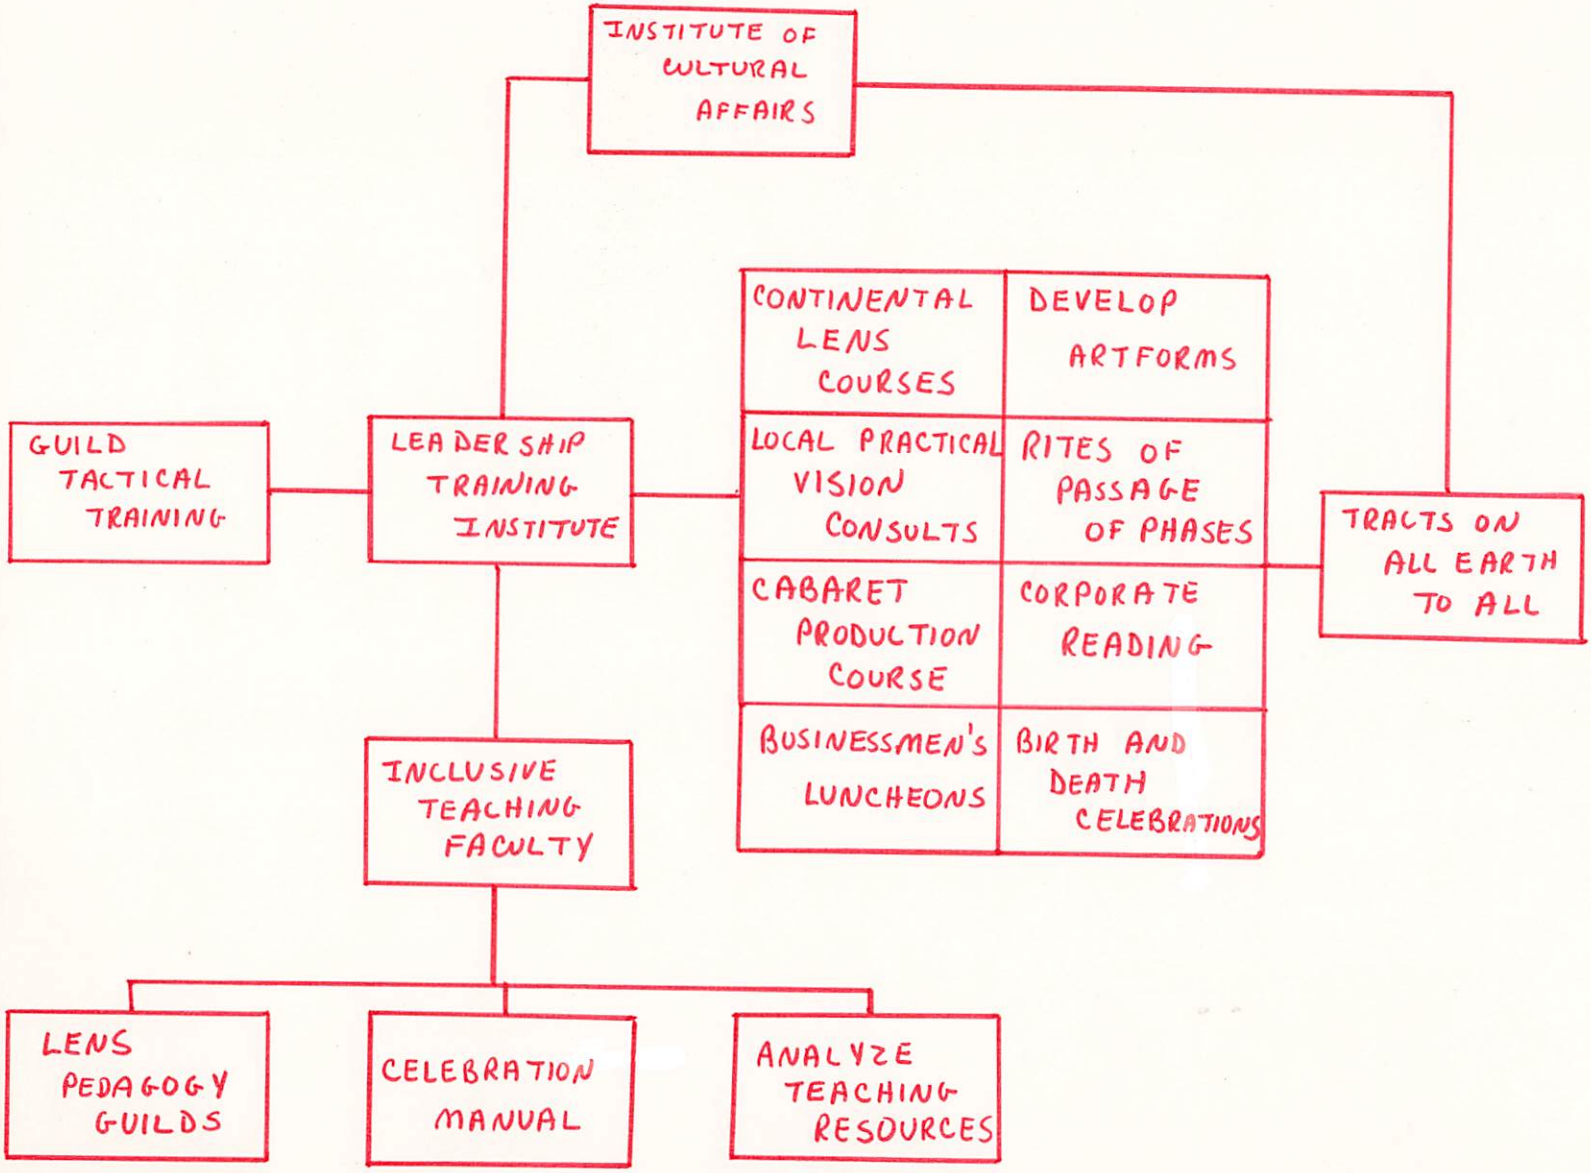 INSTITUTE OF
CULTURAL
AFFAIRS
GUILD
TACTICAL
TRAINING
LEADERSHIP
TRAINING
INSTITUTE
CONTINENTAL
LENS
COURSES
DEVELOP
ARTFORMS
LOCAL PRACTICAL
VISION
CONSULTS
RITES OF
PASSAGE
OF PHASES
CABARET
PRODUCTION
COURSE
CORPORATE
READING
BUSINESSMEN'S
LUNCHEONS
BIRTH AND
DEATH
CELEBRATIONS
TRACTS ON
ALL EARTH
TO ALL
INCLUSIVE
TEACHING
FACULTY
LENS
PEDAGOGY
GUILDS
CELEBRATION
MANUAL
ANALYZE
TEACHING
RESOURCES